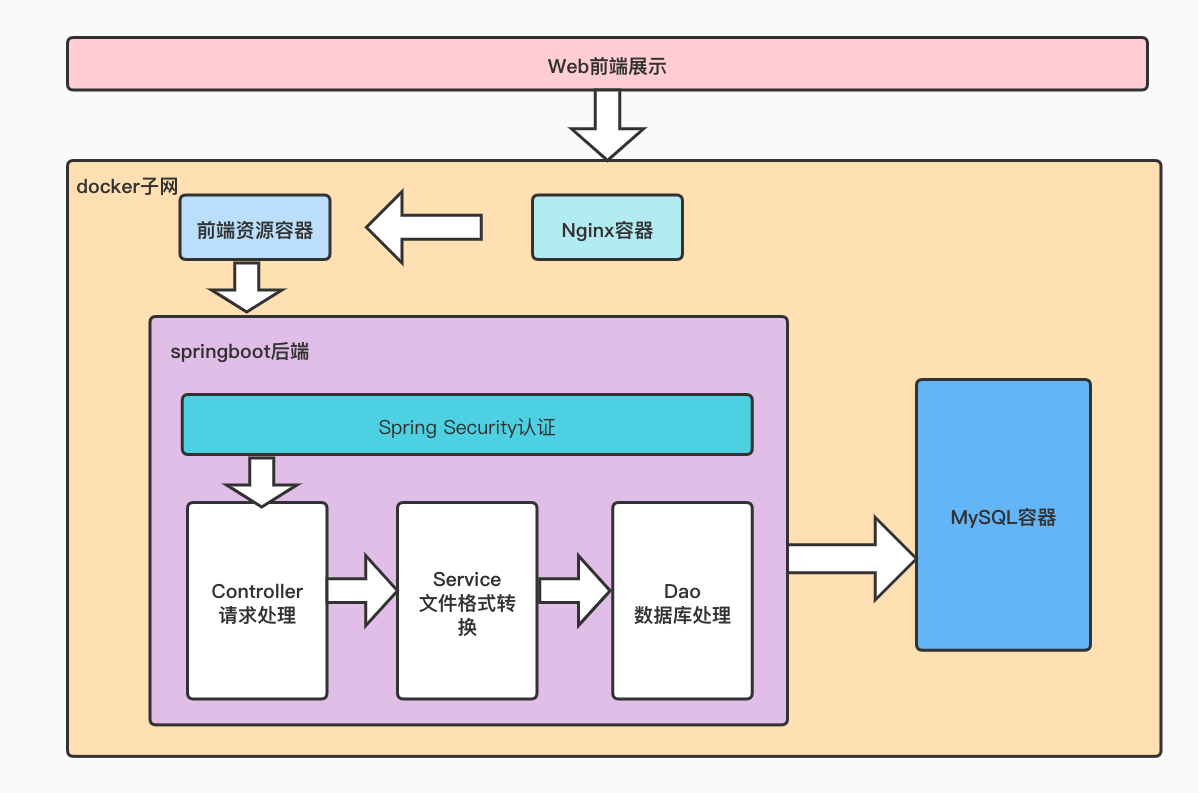 Web前端展示
docker子网
前端资源容器
Nginx容器
springboot后端
Spring Security认证
Controller
请求处理
Service
文件格式转
换
Dao
数据库处理
MySQL容器